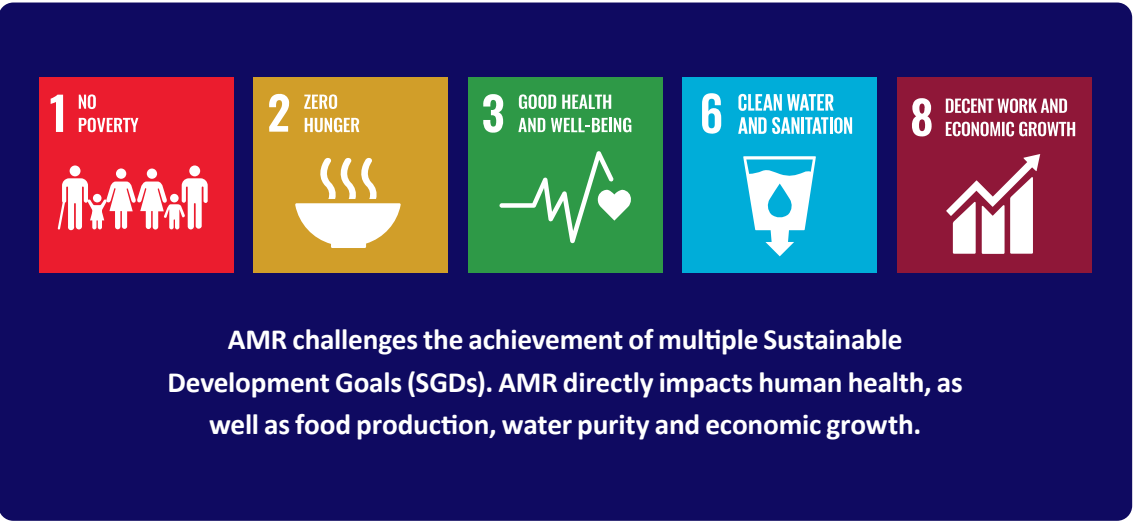 1 NO
POVERTY
2 ZERO
HUNGER
3 GOOD HEALTH
AND WELL-BEING
6 CLEAN WATER
AND SANITATION
8 DECENT WORK AND
ECONOMIC GROWTH
AMR challenges the achievement of multiple Sustainable
Development Goals (SGDs). AMR directly impacts human health, as
well as food production, water purity and economic growth.